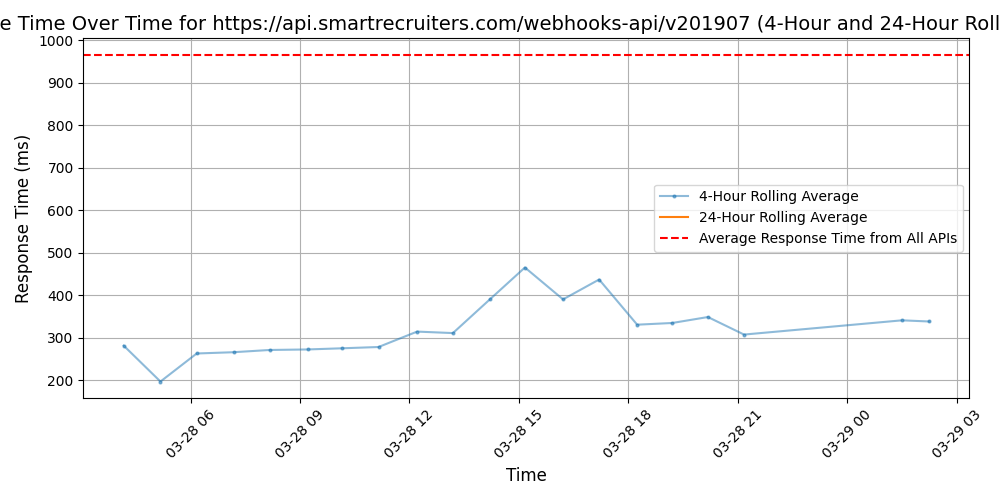 e Time Over Time for https://api.smartrecruiters.com/webhooks-api/v201907 (4-Hour and 24-Hour Roll
1000
900
800
700
600
500
400
300
200
Response Time (ms)
4-Hour Rolling Average
24-Hour Rolling Average
Average Response Time from All APIs
03-28 06
03-28 09
03-28 12
03-28 15
03-28 18
03-28 21
03-29 00
03-29 03
Time